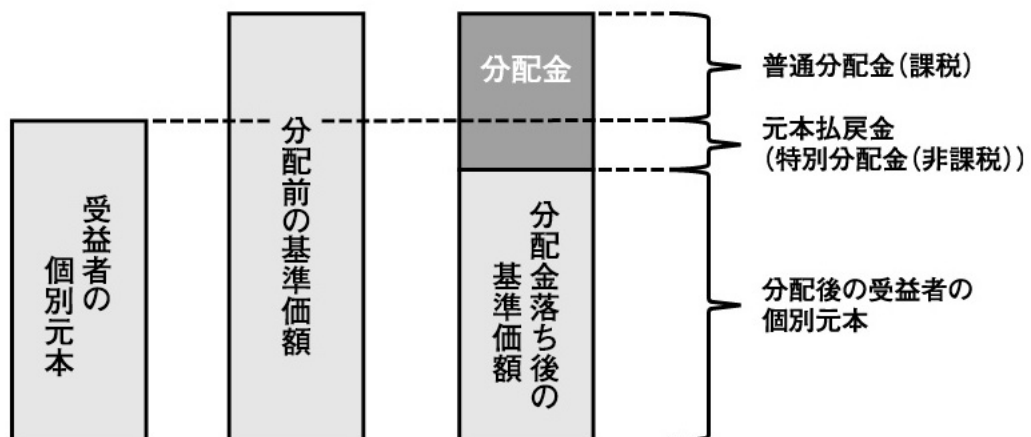 受益者の
個別元本
分配前の基準価額
分配金
分配金落ち後の
基準価額
普通分配金(課税)
元本払戻金
(特別分配金(非課税))
分配後の受益者の
個別元本